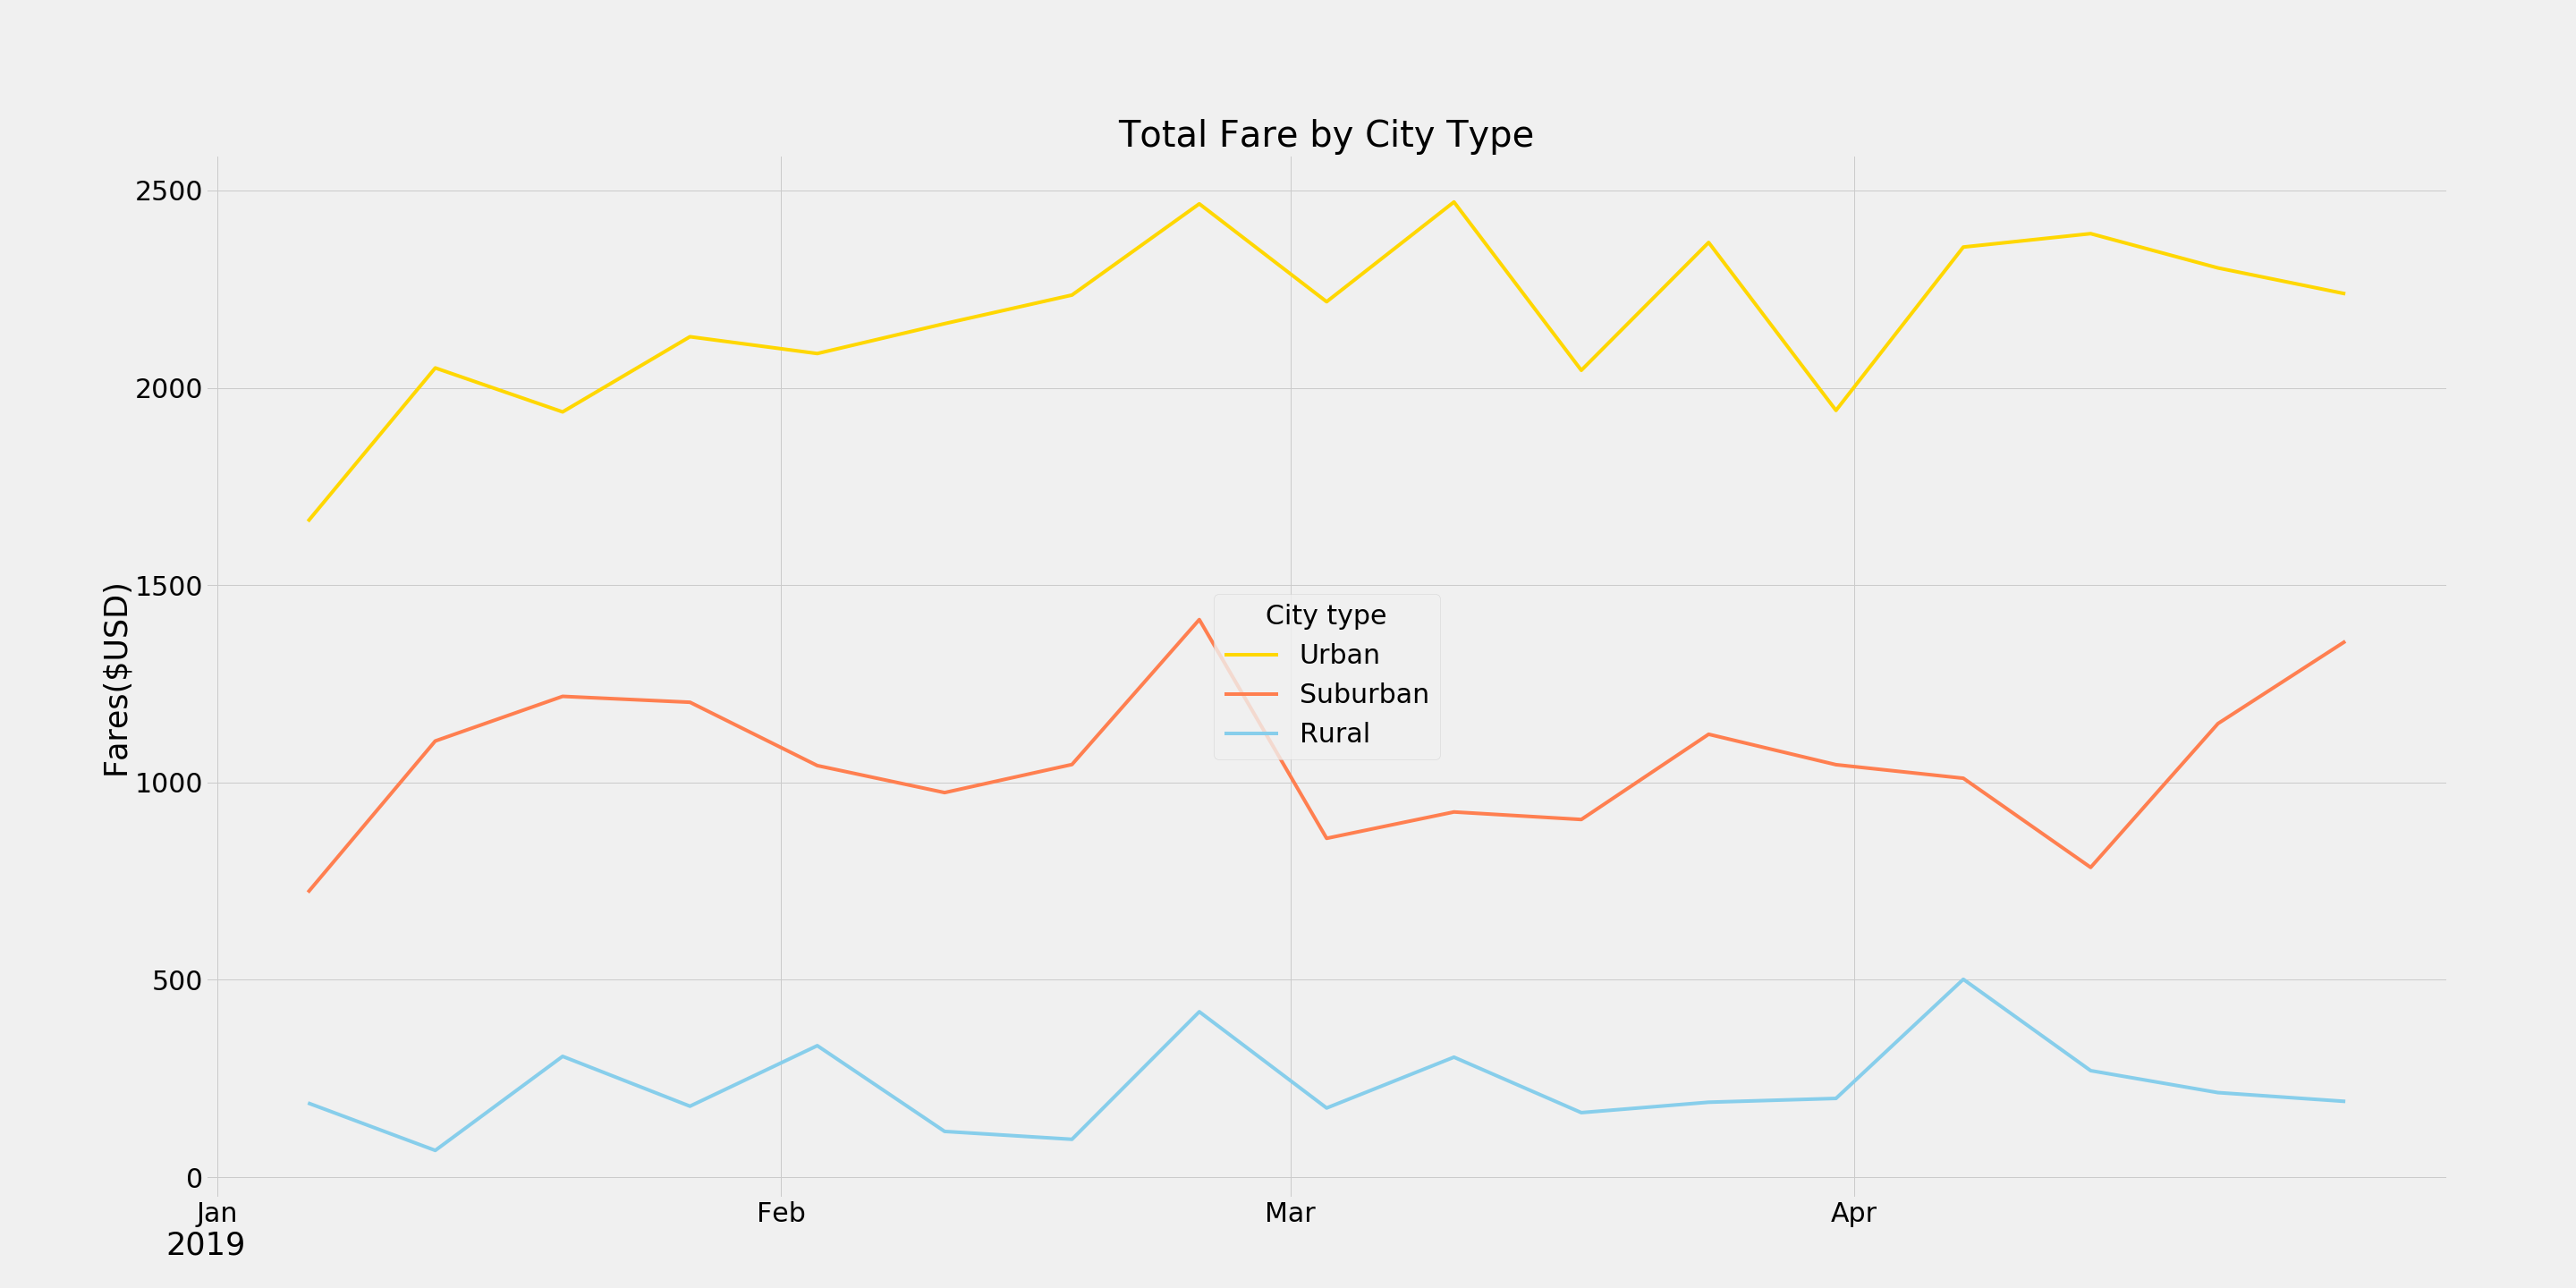 Total Fare by City Type
Fares($USD)
2500
2000
1500
1000
500
0
City type
Urban
Suburban
Rural
Jan Feb Mar Apr
2019